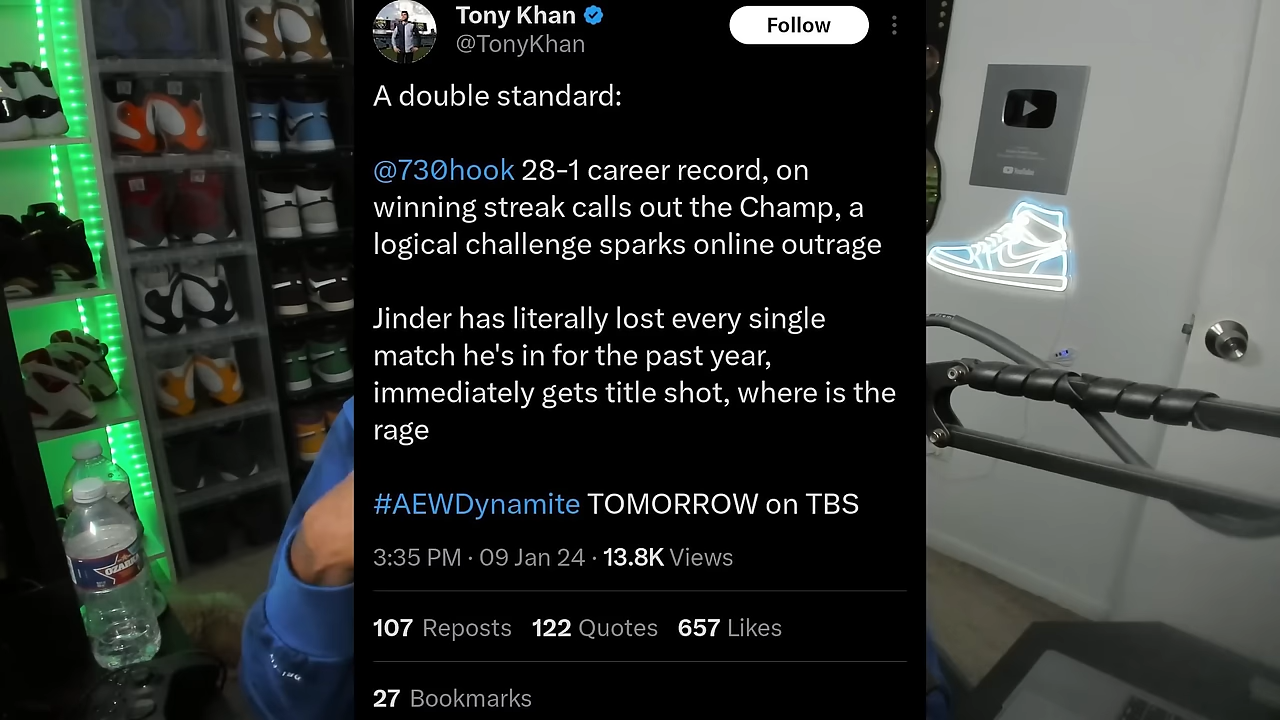 Tony Khan
@TonyKhan
Follow
A double standard:
@730hook 28-1 career record, on
winning streak calls out the Champ, a
logical challenge sparks online outrage
Jinder has literally lost every single
match he's in for the past year,
immediately gets title shot, where is the
rage
#AEWDynamite TOMORROW on TBS
3:35 PM · 09 Jan 24 · 13.8K Views
107 Reposts 122 Quotes 657 Likes
27 Bookmarks
YouTube